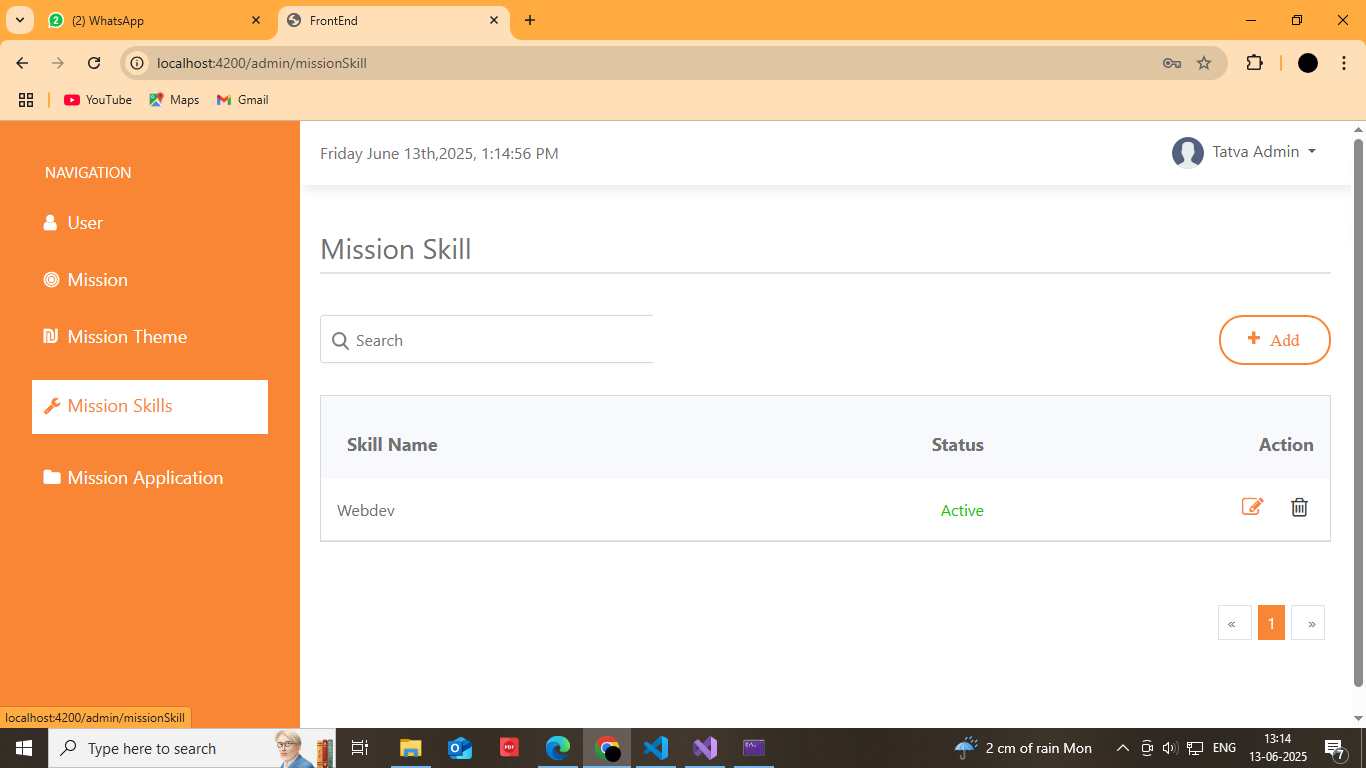 (2) WhatsApp
FrontEnd
localhost:4200/admin/missionSkill
YouTube
Maps
Gmail
NAVIGATION
User
Mission
Mission Theme
Mission Skills
Mission Application
Friday June 13th,2025, 1:14:56 PM
Tatva Admin
Mission Skill
Search
Add
Skill Name Status Action
Webdev Active
« 1 »
localhost:4200/admin/missionSkill
Type here to search
PDF
2 cm of rain Mon
ENG
13:14
13-06-2025
7